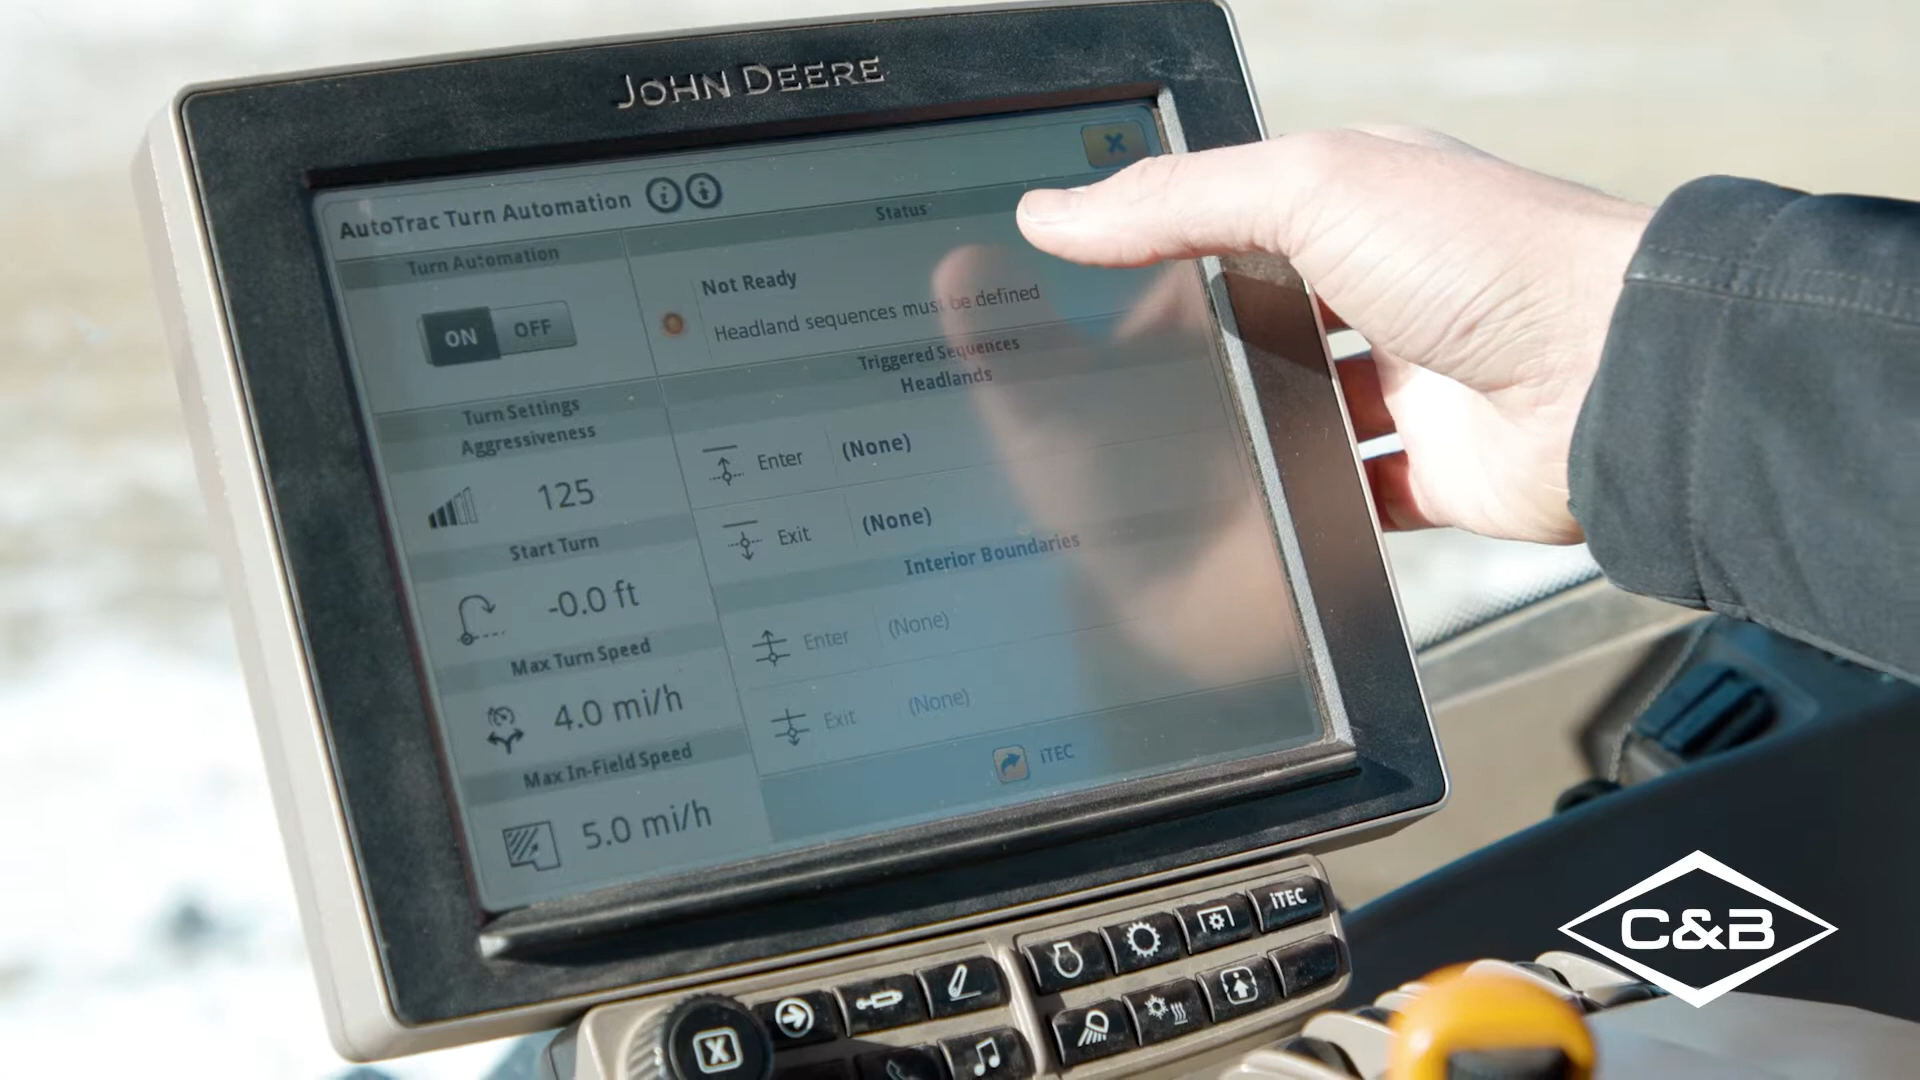 JOHN DEERE
AutoTrac Turn Automation
Turn Automation
ON OFF
Turn Settings
Aggressiveness
125
Start Turn
-0.0 ft
Max Turn Speed
4.0 mi/h
Max In-Field Speed
5.0 mi/h
Status
Not Ready
Headland sequences must be defined
Triggered Sequences
Headlands
Enter (None)
Exit (None)
Interior Boundaries
Enter (None)
Exit (None)
iTEC
iTEC
C&B